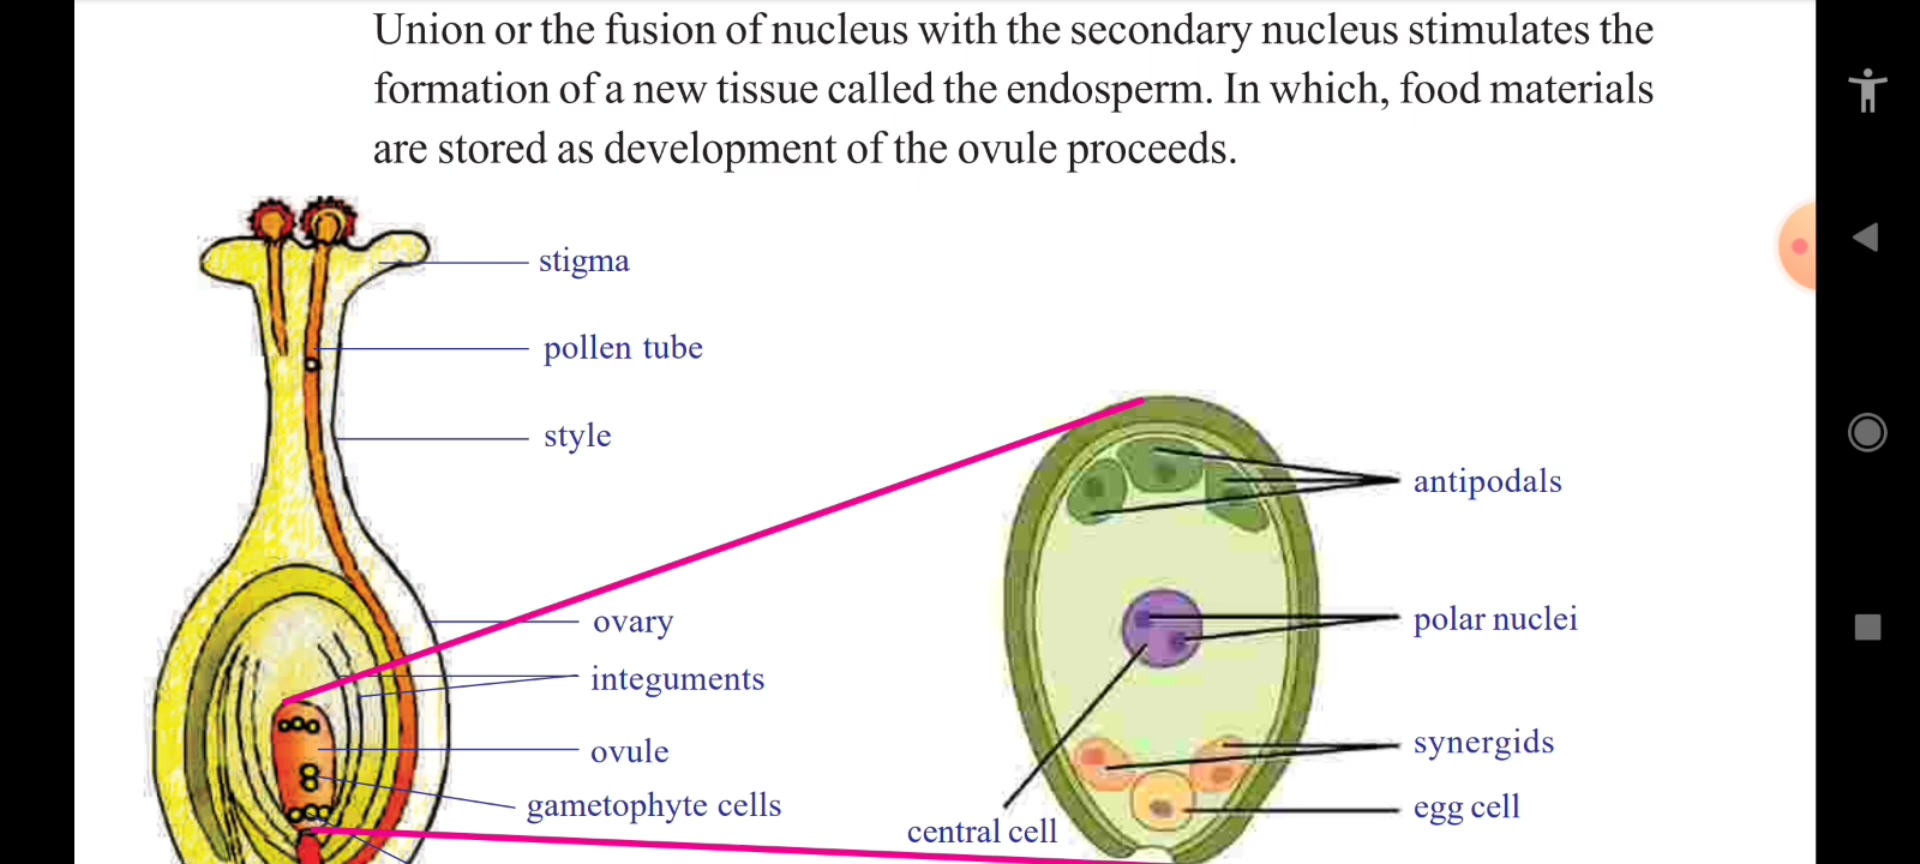 Union or the fusion of nucleus with the secondary nucleus stimulates the
formation of a new tissue called the endosperm. In which, food materials
are stored as development of the ovule proceeds.
stigma
pollen tube
style
ovary
integuments
ovule
gametophyte cells
antipodals
polar nuclei
synergids
egg cell
central cell